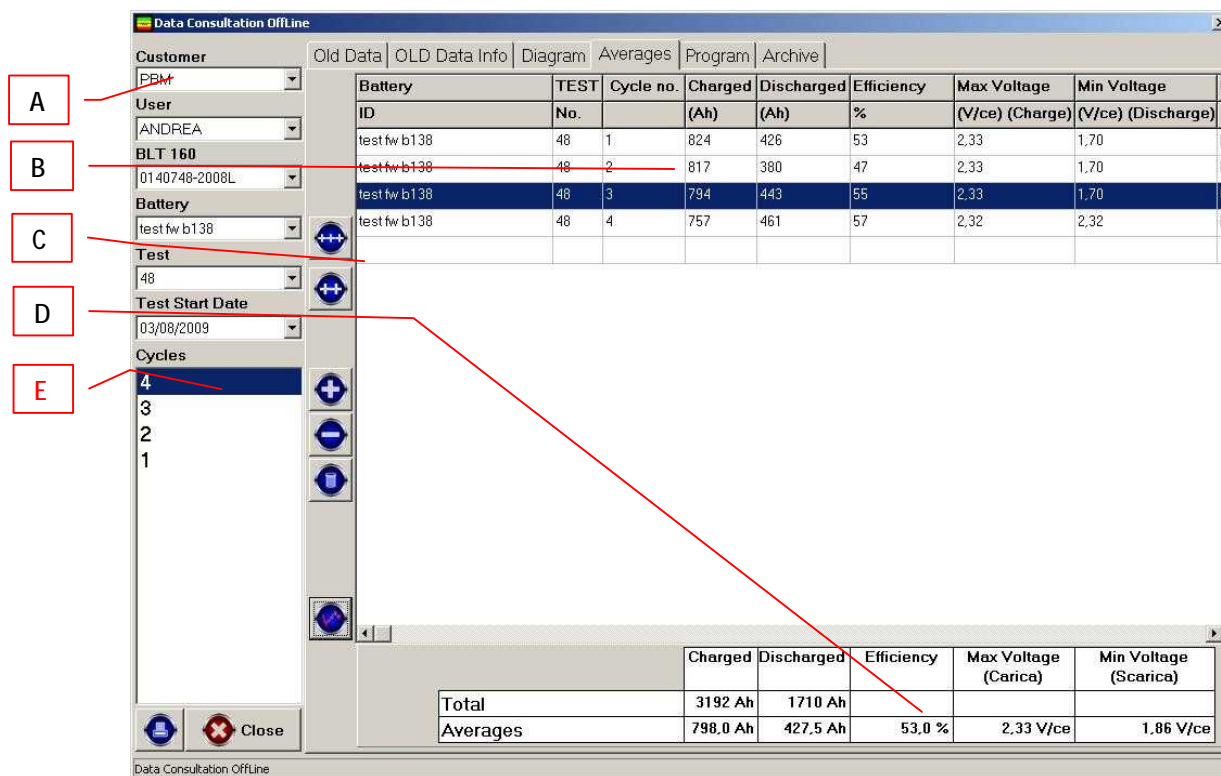 Data Consultation OffLine
A
B
C
D
E
Customer
PBM
User
ANDREA
BLT 160
0140748-2008L
Battery
test fw b138
Test
48
Test Start Date
03/08/2009
Cycles
4
3
2
1
Close
Old Data OLD Data Info Diagram Averages Program Archive
Battery TEST Cycle no. Charged Discharged Efficiency Max Voltage Min Voltage
ID No. (Ah) (Ah) % (V/ce) (Charge) (V/ce) (Discharge)
test fw b138 48 1 824 426 53 2,33 1,70
test fw b138 48 2 817 380 47 2,33 1,70
test fw b138 48 3 794 443 55 2,33 1,70
test fw b138 48 4 757 461 57 2,32 2,32
Charged Discharged Efficiency Max Voltage Min Voltage
(Carica) (Scarica)
Total 3192 Ah 1710 Ah
Averages 798,0 Ah 427,5 Ah 53,0 % 2,33 V/ce 1,86 V/ce
Data Consultation OffLine